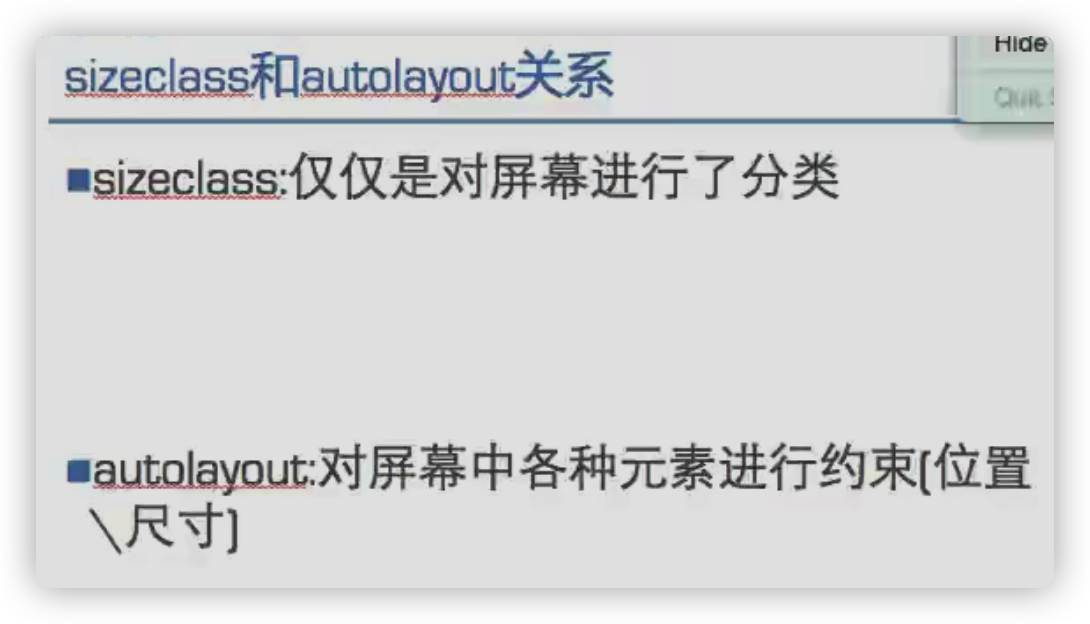 Hide
sizeclass和autolayout关系
■sizeclass:仅仅是对屏幕进行了分类
■autolayout:对屏幕中各种元素进行约束(位置
\尺寸)